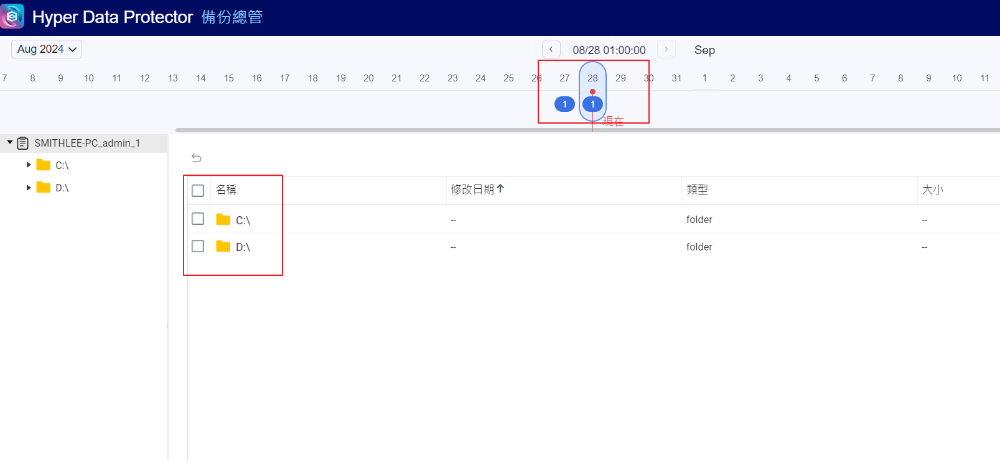 Hyper Data Protector 備份總管
Aug 2024 08/28 01:00:00 Sep
7 8 9 10 11 12 13 14 15 16 17 18 19 20 21 22 23 24 25 26 27 28 29 30 31 1 2 3 4 5 6 7 8 9 10 11
1 1
現在
SMITHLEE-PC_admin_1
C:\
D:\
名稱 修改日期 類型 大小
C:\ -- folder --
D:\ -- folder --